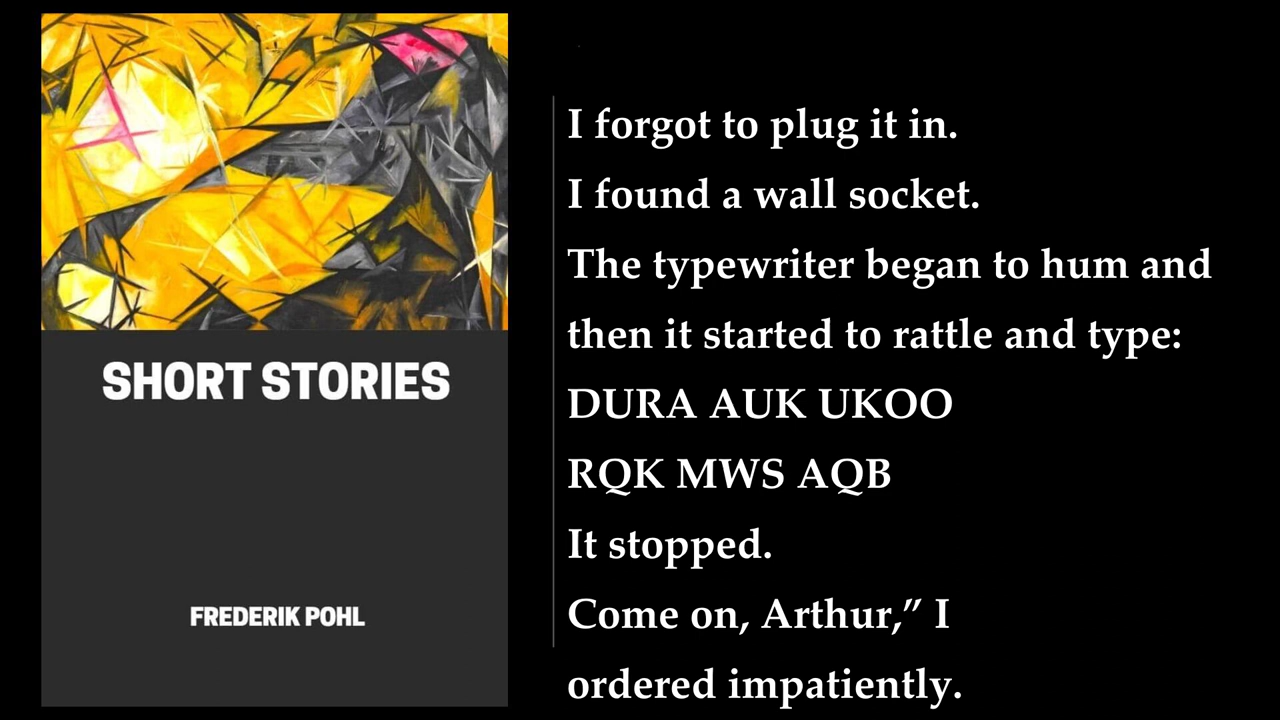 SHORT STORIES
FREDERIK POHL
I forgot to plug it in.
I found a wall socket.
The typewriter began to hum and
then it started to rattle and type:
DURA AUK UKOO
RQK MWS AQB
It stopped.
Come on, Arthur,” I
ordered impatiently.